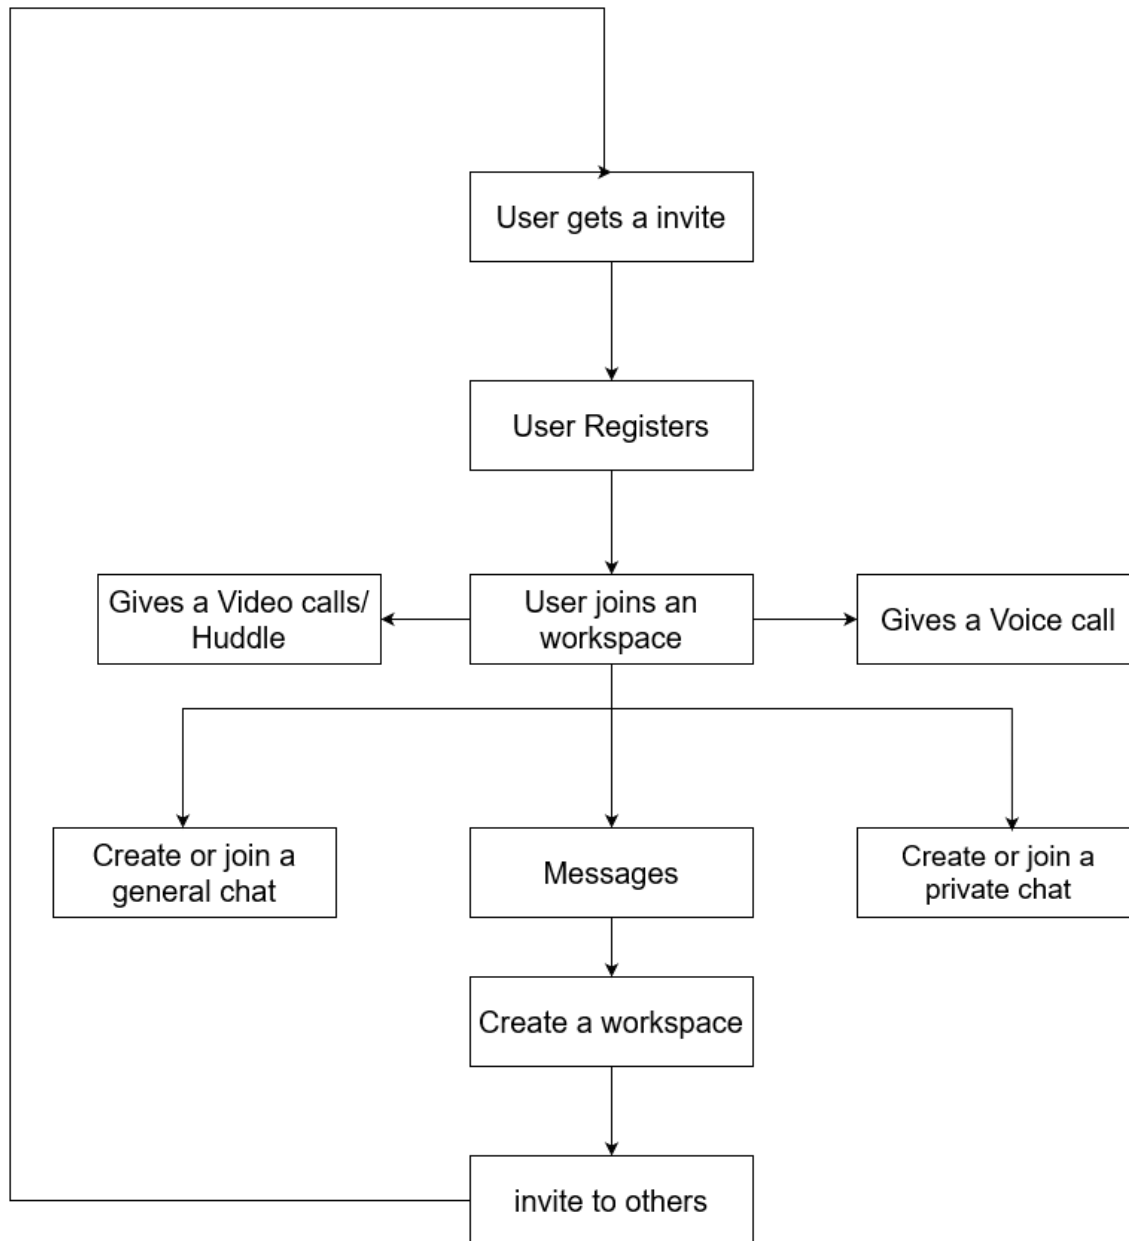 User gets a invite
User Registers
Gives a Video calls/
Huddle
User joins an
workspace
Gives a Voice call
Create or join a
general chat
Messages
Create or join a
private chat
Create a workspace
invite to others